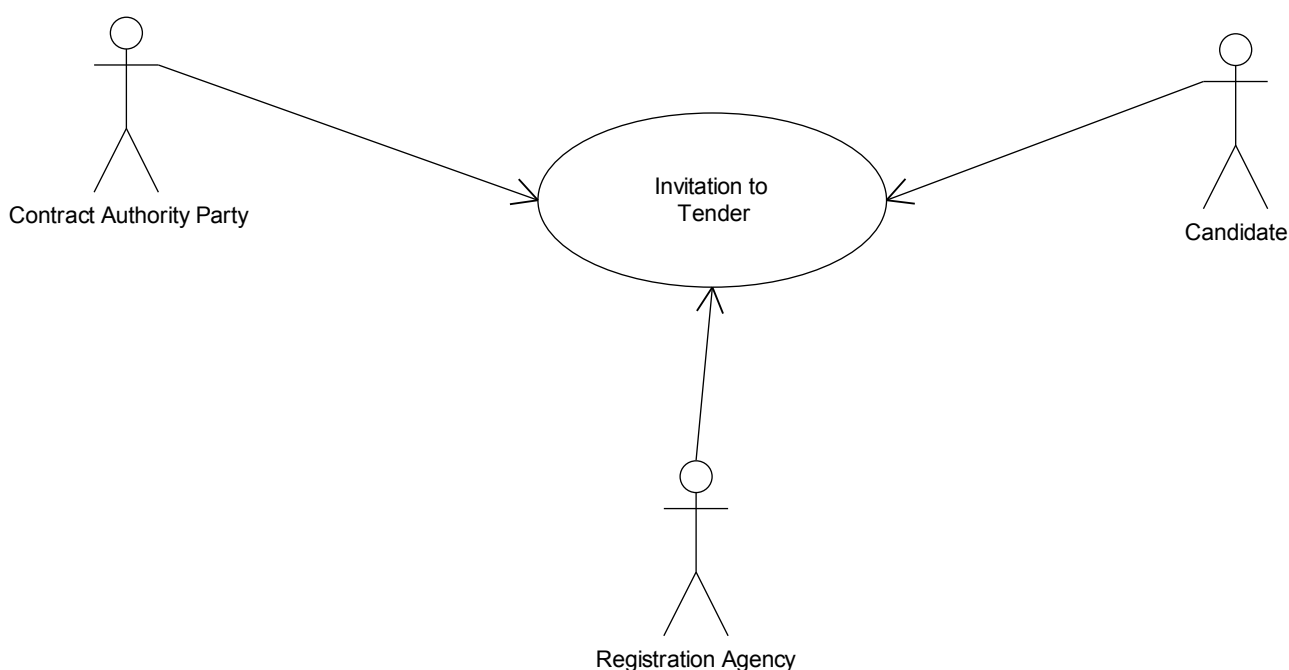 Contract Authority Party
Invitation to
Tender
Candidate
Registration Agency